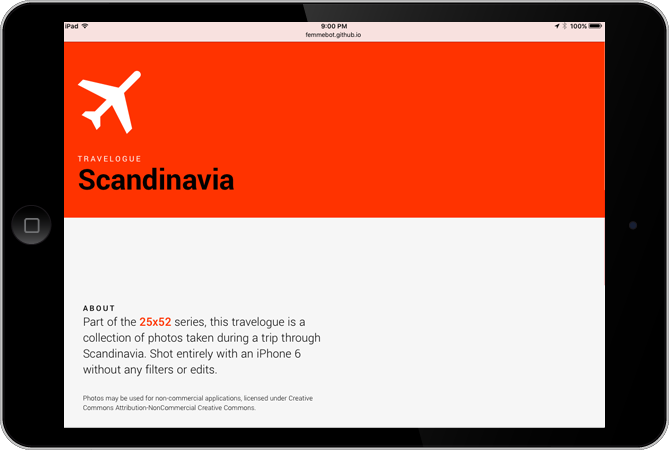 iPad 9:00 PM 100%
femmebot.github.io
TRAVELOGUE
Scandinavia
ABOUT
Part of the 25x52 series, this travelogue is a
collection of photos taken during a trip through
Scandinavia. Shot entirely with an iPhone 6
without any filters or edits.
Photos may be used for non-commercial applications, licensed under Creative
Commons Attribution-NonCommercial Creative Commons.